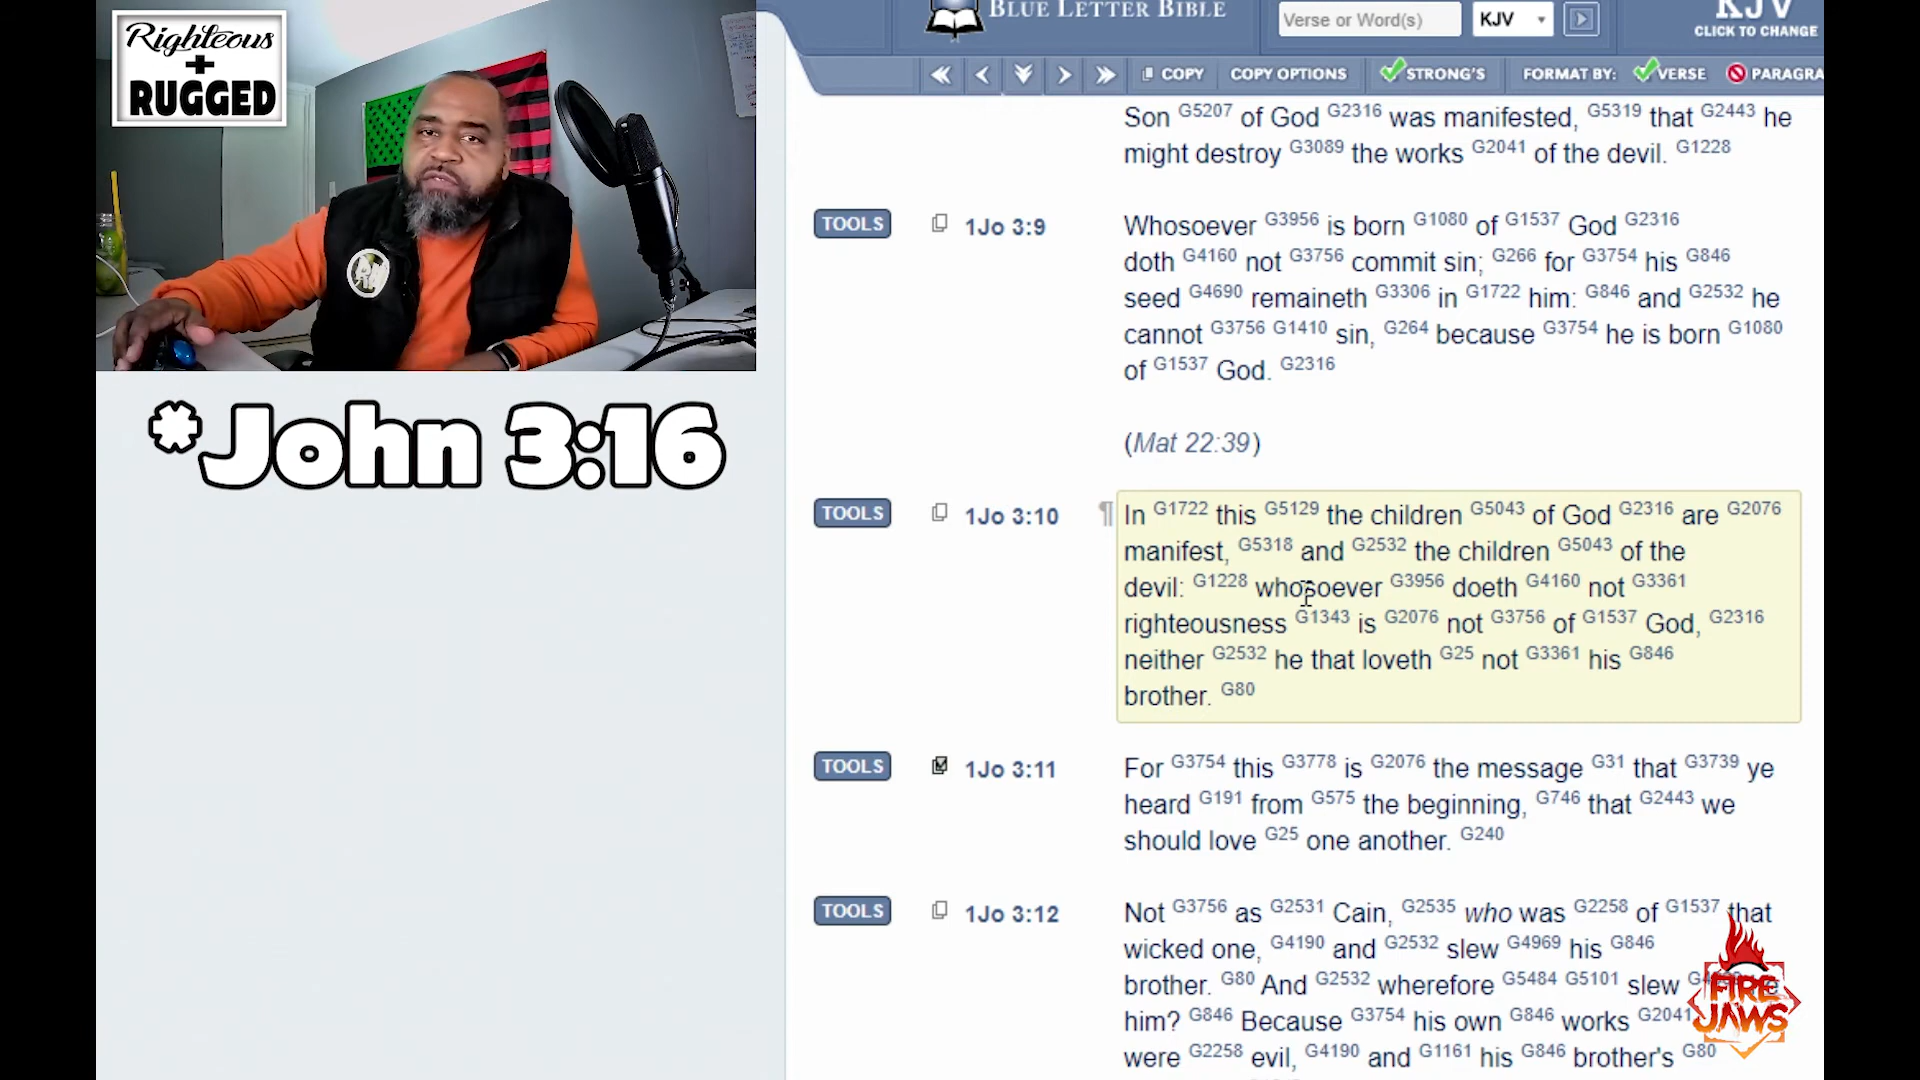 Righteous
+
RUGGED
*John 3:16
BLUE LETTER BIBLE
Verse or Word(s)
KJV
KJV
CLICK TO CHANGE
COPY
COPY OPTIONS
STRONG'S
FORMAT BY:
VERSE
PARAGRA
Son G5207 of God G2316 was manifested, G5319 that G2443 he
might destroy G3089 the works G2041 of the devil. G1228
TOOLS 1Jo 3:9 Whosoever G3956 is born G1080 of G1537 God G2316
doth G4160 not G3756 commit sin; G266 for G3754 his G846
seed G4690 remaineth G3306 in G1722 him: G846 and G2532 he
cannot G3756 G1410 sin, G264 because G3754 he is born G1080
of G1537 God. G2316
(Mat 22:39)
TOOLS 1Jo 3:10 ¶ In G1722 this G5129 the children G5043 of God G2316 are G2076
manifest, G5318 and G2532 the children G5043 of the
devil: G1228 whosoever G3956 doeth G4160 not G3361
righteousness G1343 is G2076 not G3756 of G1537 God, G2316
neither G2532 he that loveth G25 not G3361 his G846
brother. G80
TOOLS 1Jo 3:11 For G3754 this G3778 is G2076 the message G31 that G3739 ye
heard G191 from G575 the beginning, G746 that G2443 we
should love G25 one another. G240
TOOLS 1Jo 3:12 Not G3756 as G2531 Cain, G2535 who was G2258 of G1537 that
wicked one, G4190 and G2532 slew G4969 his G846
brother. G80 And G2532 wherefore G5484 G5101 slew
him? G846 Because G3754 his own G846 works G2041
were G2258 evil, G4190 and G1161 his G846 brother's G80
FIRE
JAWS